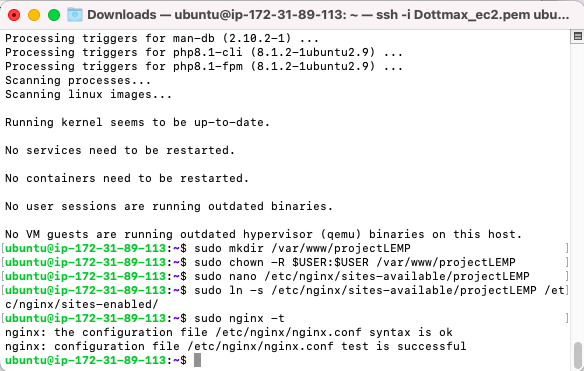 Downloads — ubuntu@ip-172-31-89-113: ~ — ssh -i Dottmax_ec2.pem ubu...
Processing triggers for man-db (2.10.2-1) ...
Processing triggers for php8.1-cli (8.1.2-1ubuntu2.9) ...
Processing triggers for php8.1-fpm (8.1.2-1ubuntu2.9) ...
Scanning processes...
Scanning linux images...
Running kernel seems to be up-to-date.
No services need to be restarted.
No containers need to be restarted.
No user sessions are running outdated binaries.
No VM guests are running outdated hypervisor (qemu) binaries on this host.
[ubuntu@ip-172-31-89-113:~$ sudo mkdir /var/www/projectLEMP ]
[ubuntu@ip-172-31-89-113:~$ sudo chown -R $USER:$USER /var/www/projectLEMP ]
[ubuntu@ip-172-31-89-113:~$ sudo nano /etc/nginx/sites-available/projectLEMP ]
[ubuntu@ip-172-31-89-113:~$ sudo ln -s /etc/nginx/sites-available/projectLEMP /et]
c/nginx/sites-enabled/
[ubuntu@ip-172-31-89-113:~$ sudo nginx -t ]
nginx: the configuration file /etc/nginx/nginx.conf syntax is ok
nginx: configuration file /etc/nginx/nginx.conf test is successful
ubuntu@ip-172-31-89-113:~$